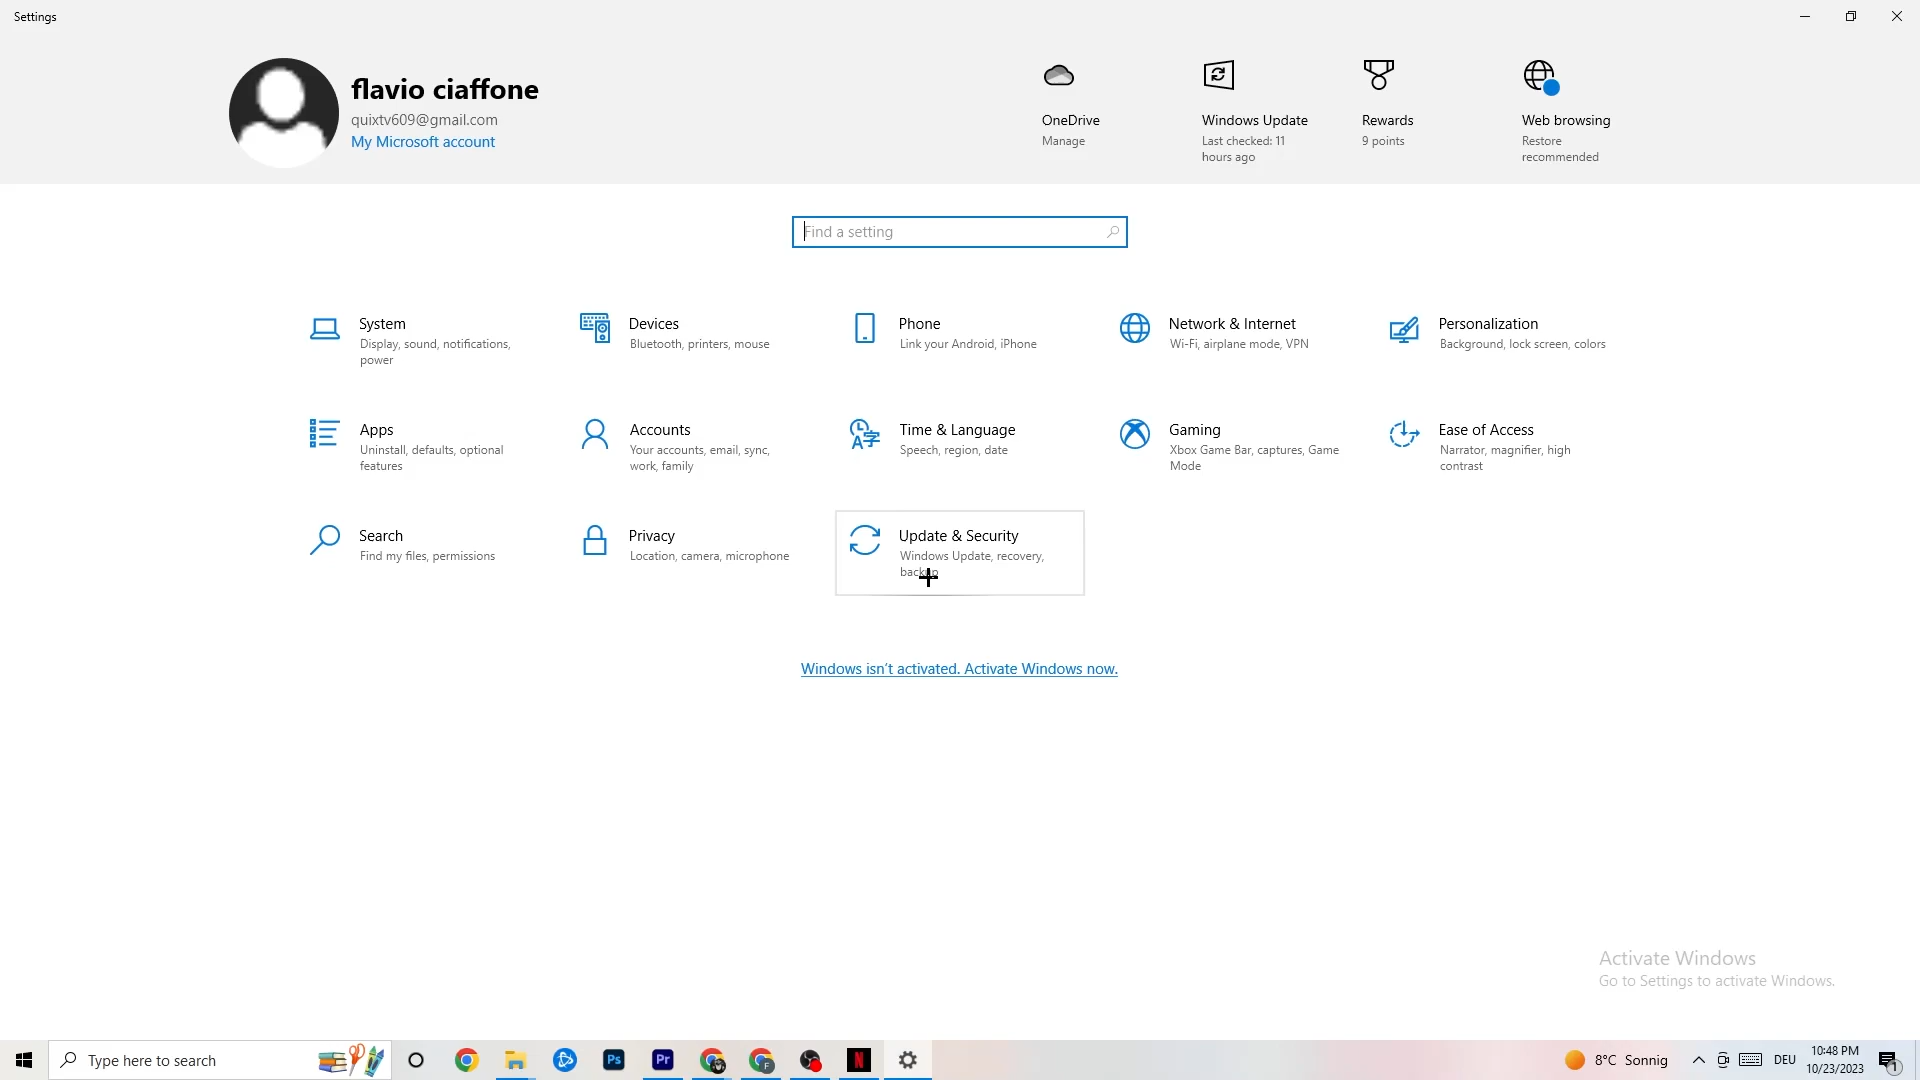 Settings
flavio ciaffone
quixtv609@gmail.com
My Microsoft account
OneDrive
Manage
Windows Update
Last checked: 11
hours ago
Rewards
9 points
Web browsing
Restore
recommended
Find a setting
System
Display, sound, notifications,
power
Devices
Bluetooth, printers, mouse
Phone
Link your Android, iPhone
Network & Internet
Wi-Fi, airplane mode, VPN
Personalization
Background, lock screen, colors
Apps
Uninstall, defaults, optional
features
Accounts
Your accounts, email, sync,
work, family
Time & Language
Speech, region, date
Gaming
Xbox Game Bar, captures, Game
Mode
Ease of Access
Narrator, magnifier, high
contrast
Search
Find my files, permissions
Privacy
Location, camera, microphone
Update & Security
Windows Update, recovery,
backup
Windows isn't activated. Activate Windows now.
Activate Windows
Go to Settings to activate Windows.
Type here to search
Ps
Pr
F
N
8°C Sonnig
DEU
10:48 PM
10/23/2023
1